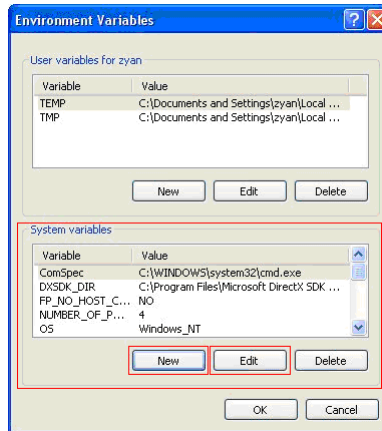 Environment Variables
User variables for zyan
Variable Value
TEMP C:\Documents and Settings\zyan\Local ...
TMP C:\Documents and Settings\zyan\Local ...
New Edit Delete
System variables
Variable Value
ComSpec C:\WINDOWS\system32\cmd.exe
DXSDK_DIR C:\Program Files\Microsoft DirectX SDK ...
FP_NO_HOST_C... NO
NUMBER_OF_P... 4
OS Windows_NT
New Edit Delete
OK Cancel